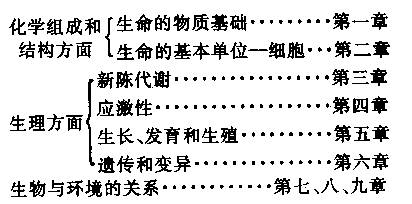 化学组成和
结构方面
生命的物质基础·········第一章
生命的基本单位--细胞···第二章
生理方面
新陈代谢···············第三章
应激性·················第四章
生长、发育和生殖·······第五章
遗传和变异·············第六章
生物与环境的关系···········第七、八、九章